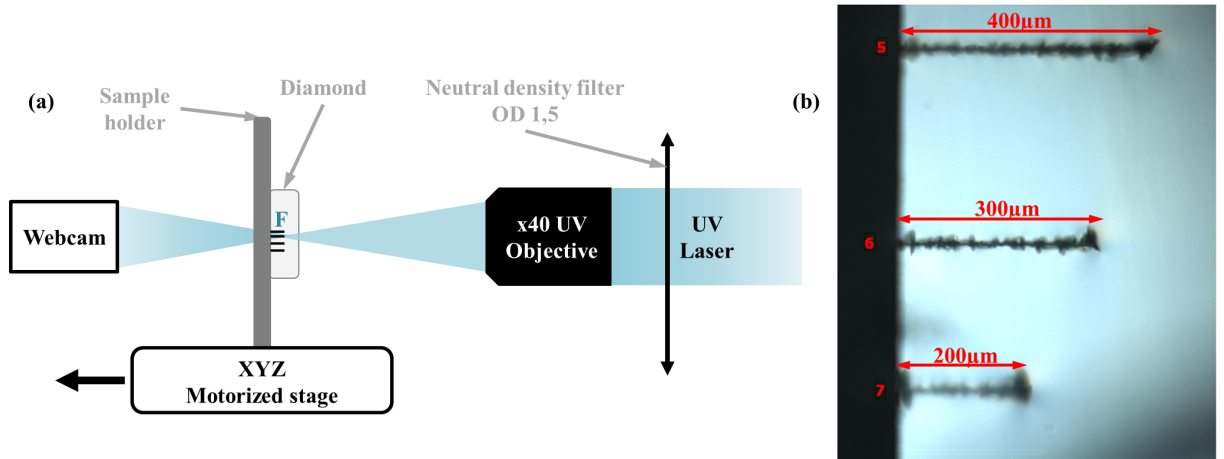 (a)
Sample
holder
Diamond
Neutral density filter
OD 1,5
F
Webcam
x40 UV
Objective
UV
Laser
XYZ
Motorized stage
(b)
400µm
5
300µm
6
200µm
7